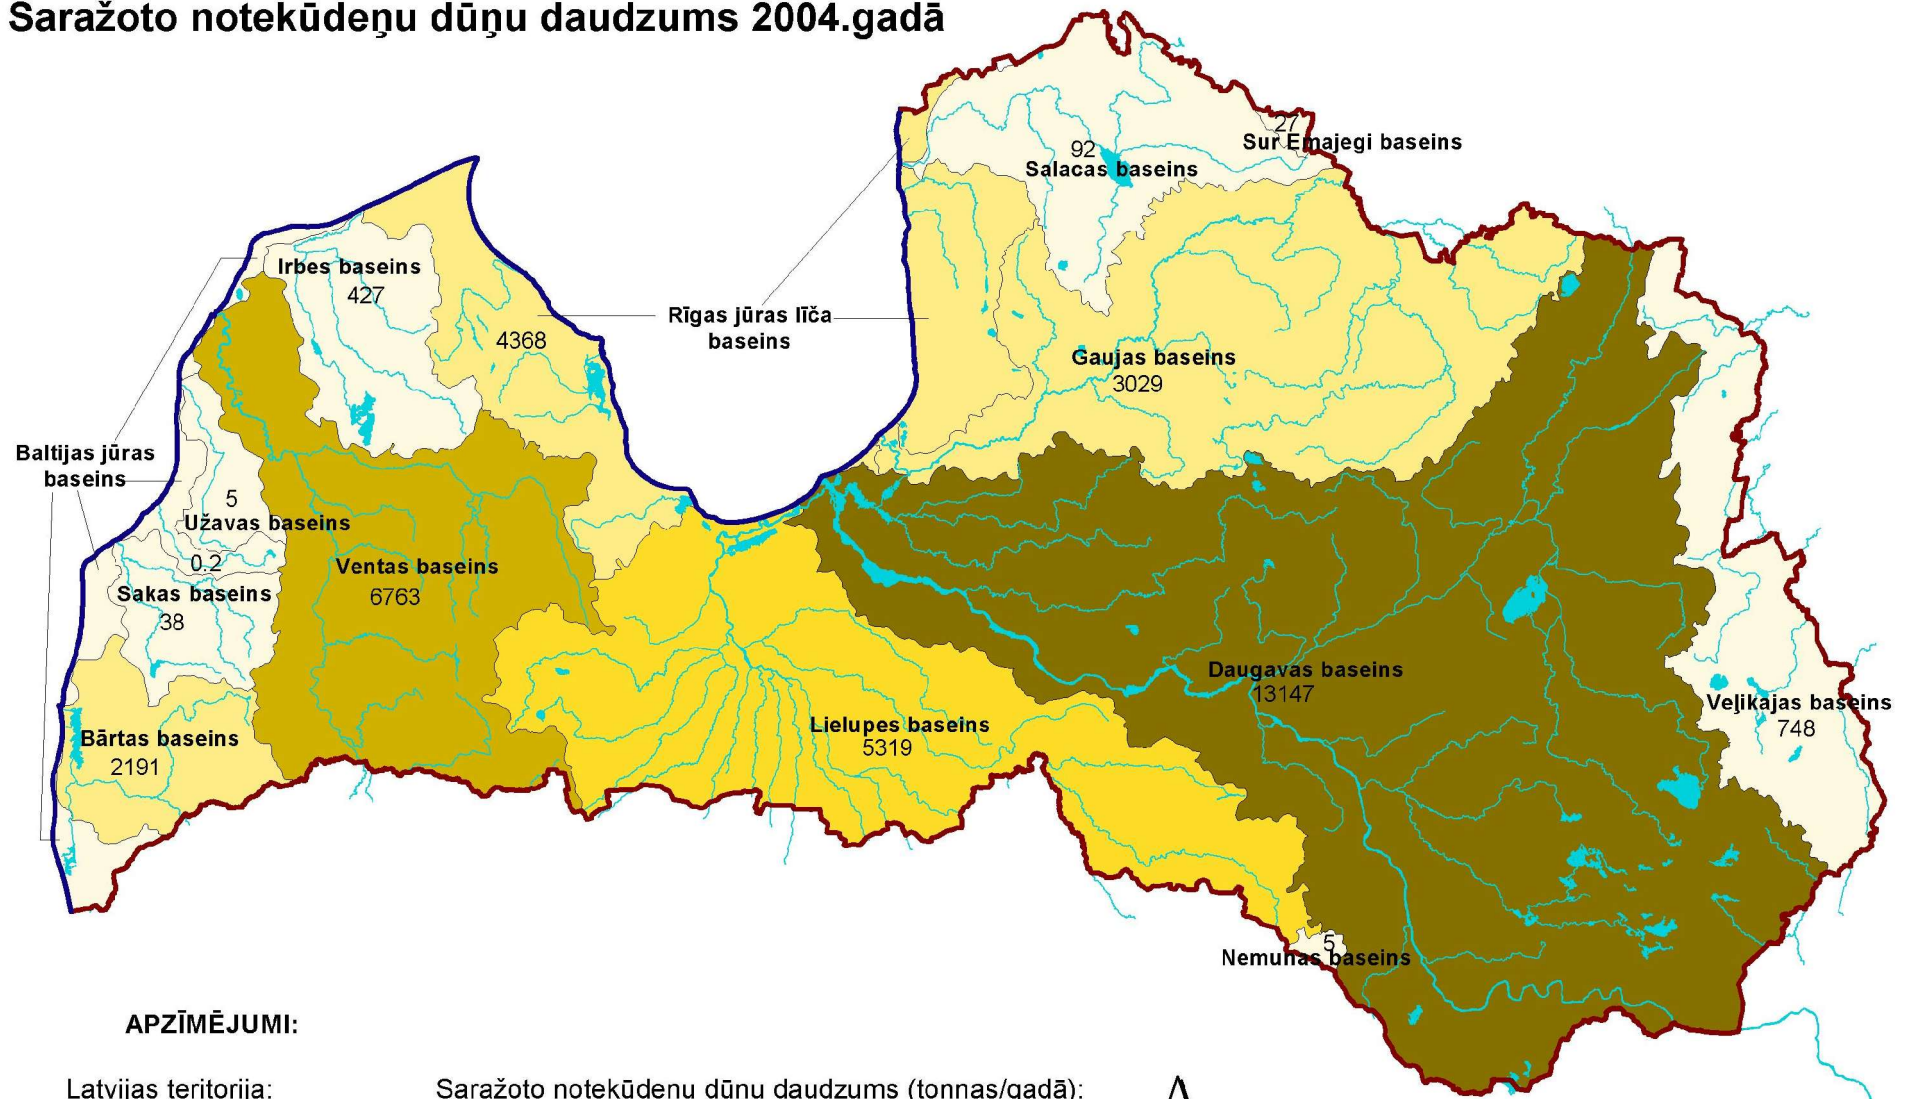 Saražoto notekūdeņu dūņu daudzums 2004.gadā
27
Sur Emajegi baseins
92
Salacas baseins
Irbes baseins
427
Rīgas jūras līča
baseins
4368
Gaujas baseins
3029
Baltijas jūras
baseins
5
Užavas baseins
0.2
Ventas baseins
6763
Sakas baseins
38
Daugavas baseins
13147
Veļikajas baseins
748
Lielupes baseins
5319
Bārtas baseins
2191
5
Nemunas baseins
APZĪMĒJUMI:
Latvijas teritorija:
Saražoto notekūdenu dūnu daudzums (tonnas/gadā):